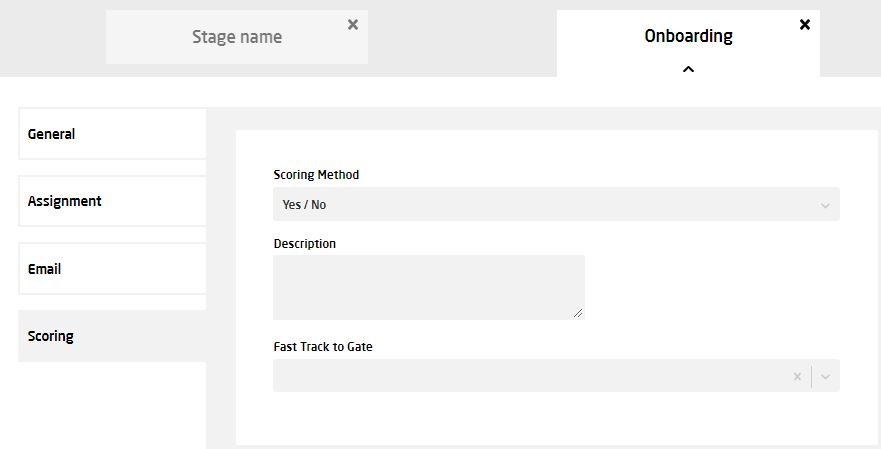 Stage name
Onboarding
General
Assignment
Email
Scoring
Scoring Method
Yes / No
Description
Fast Track to Gate